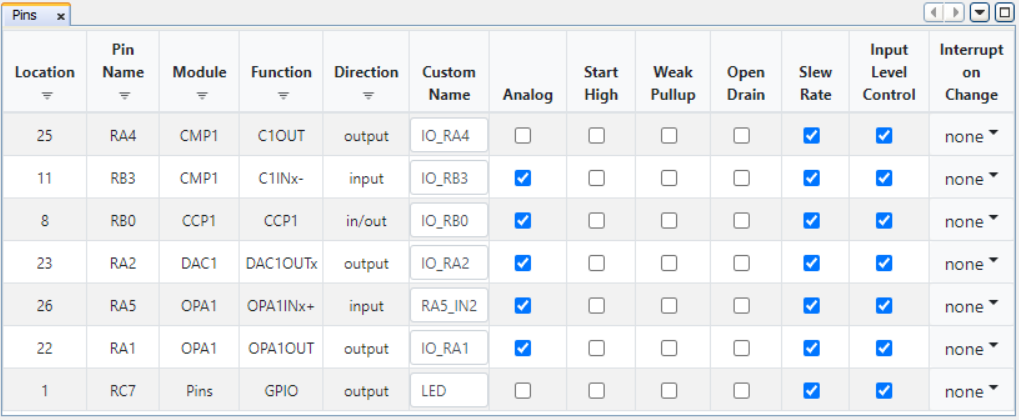 Pins x
Location Pin Name Module Function Direction Custom Name Analog Start High Weak Pullup Open Drain Slew Rate Input Level Control Interrupt on Change
25 RA4 CMP1 C1OUT output IO_RA4 none
11 RB3 CMP1 C1INx- input IO_RB3 none
8 RB0 CCP1 CCP1 in/out IO_RB0 none
23 RA2 DAC1 DAC1OUTx output IO_RA2 none
26 RA5 OPA1 OPA1INx+ input RA5_IN2 none
22 RA1 OPA1 OPA1OUT output IO_RA1 none
1 RC7 Pins GPIO output LED none